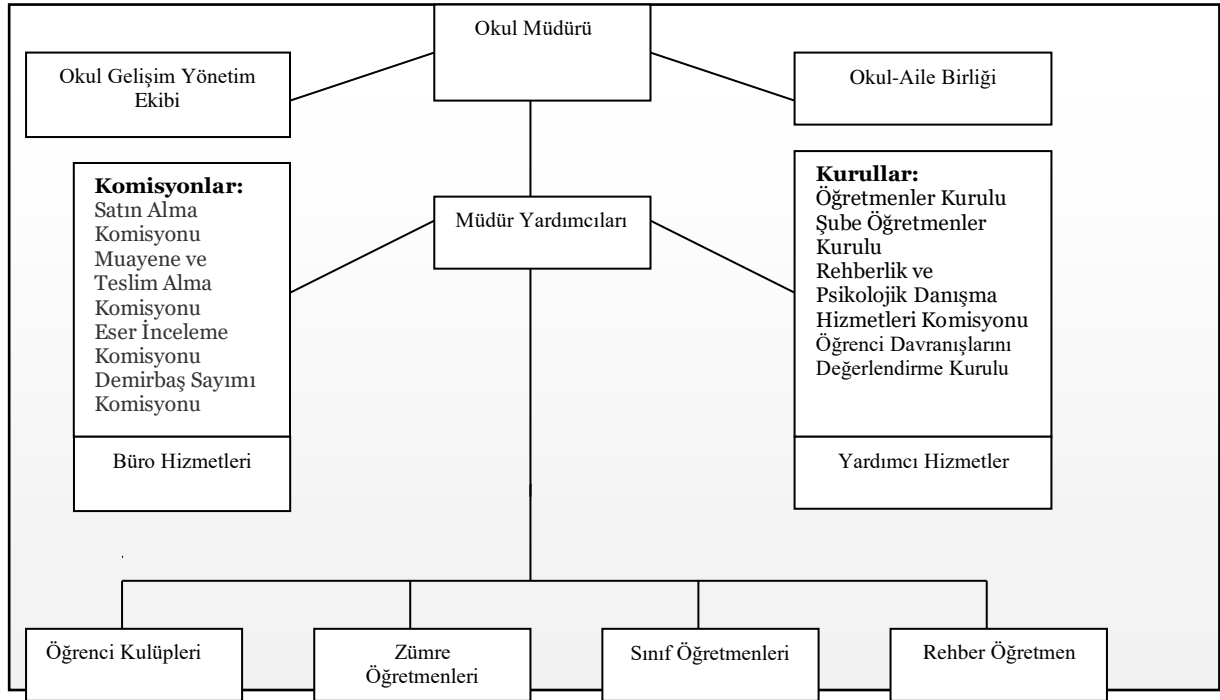 Okul Müdürü
Okul Gelişim Yönetim
Ekibi
Okul-Aile Birliği
Komisyonlar:
Satın Alma
Komisyonu
Muayene ve
Teslim Alma
Komisyonu
Eser İnceleme
Komisyonu
Demirbaş Sayımı
Komisyonu
Müdür Yardımcıları
Kurullar:
Öğretmenler Kurulu
Şube Öğretmenler
Kurulu
Rehberlik ve
Psikolojik Danışma
Hizmetleri Komisyonu
Öğrenci Davranışlarını
Değerlendirme Kurulu
Büro Hizmetleri
Yardımcı Hizmetler
Öğrenci Kulüpleri
Zümre
Öğretmenleri
Sınıf Öğretmenleri
Rehber Öğretmen